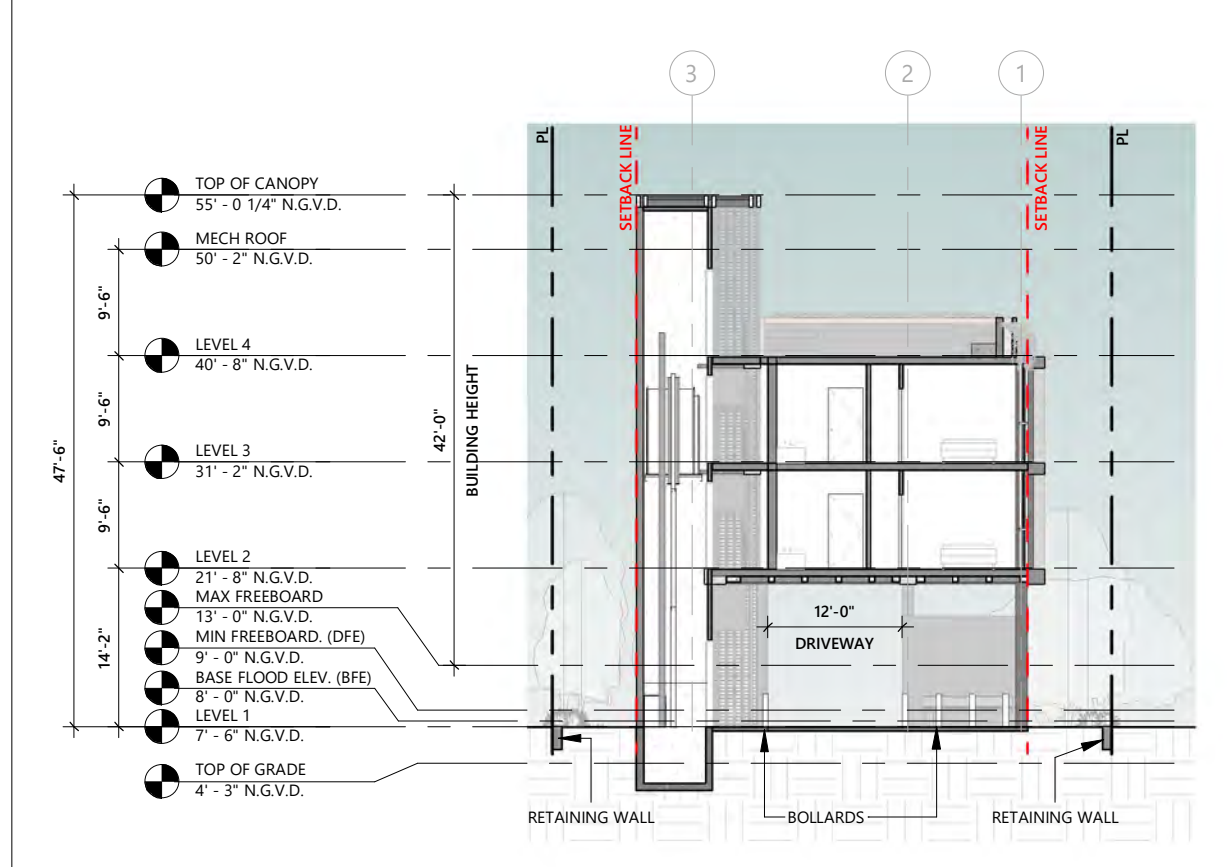 3
2
1
PL
SETBACK LINE
SETBACK LINE
PL
TOP OF CANOPY
55' - 0 1/4" N.G.V.D.
MECH ROOF
50' - 2" N.G.V.D.
9'-6"
LEVEL 4
40' - 8" N.G.V.D.
9'-6"
47'-6"
42'-0"
BUILDING HEIGHT
LEVEL 3
31' - 2" N.G.V.D.
9'-6"
LEVEL 2
21' - 8" N.G.V.D.
MAX FREEBOARD
13' - 0" N.G.V.D.
14'-2"
MIN FREEBOARD. (DFE)
9' - 0" N.G.V.D.
BASE FLOOD ELEV. (BFE)
8' - 0" N.G.V.D.
LEVEL 1
7' - 6" N.G.V.D.
TOP OF GRADE
4' - 3" N.G.V.D.
12'-0"
DRIVEWAY
RETAINING WALL
BOLLARDS
RETAINING WALL